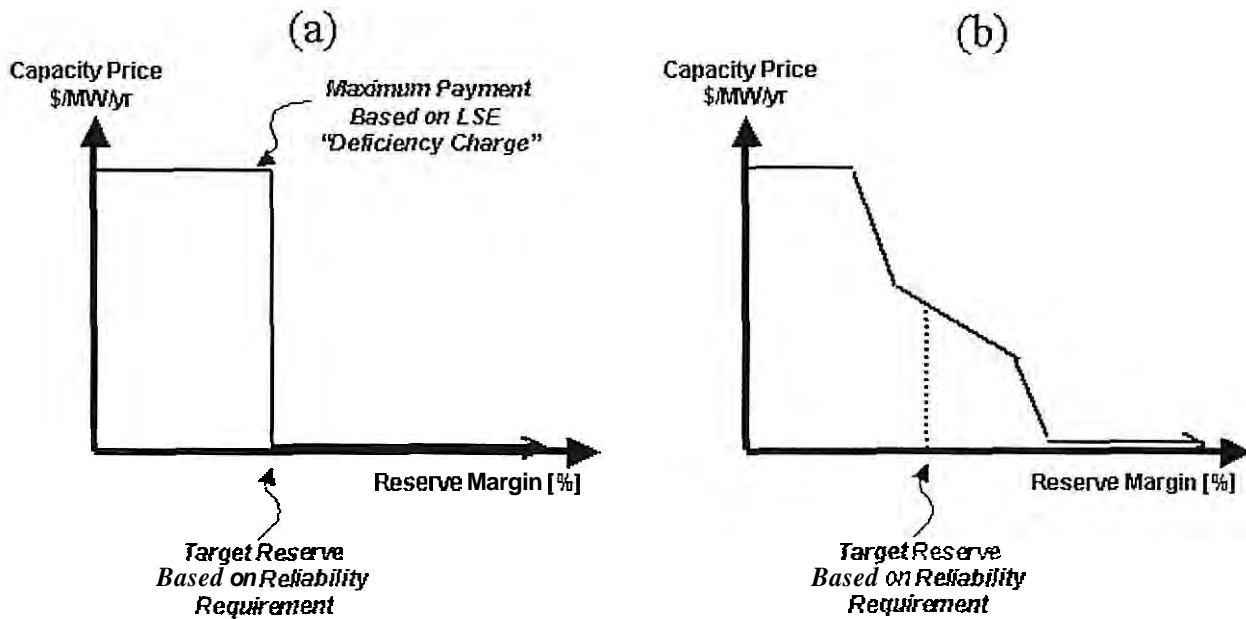 (a)
Capacity Price
$/MW/yr
Maximum Payment
Based on LSE
"Deficiency Charge"
Reserve Margin [%]
Target Reserve
Based on Reliability
Requirement
(b)
Capacity Price
$/MW/yr
Reserve Margin [%]
Target Reserve
Based on Reliability
Requirement